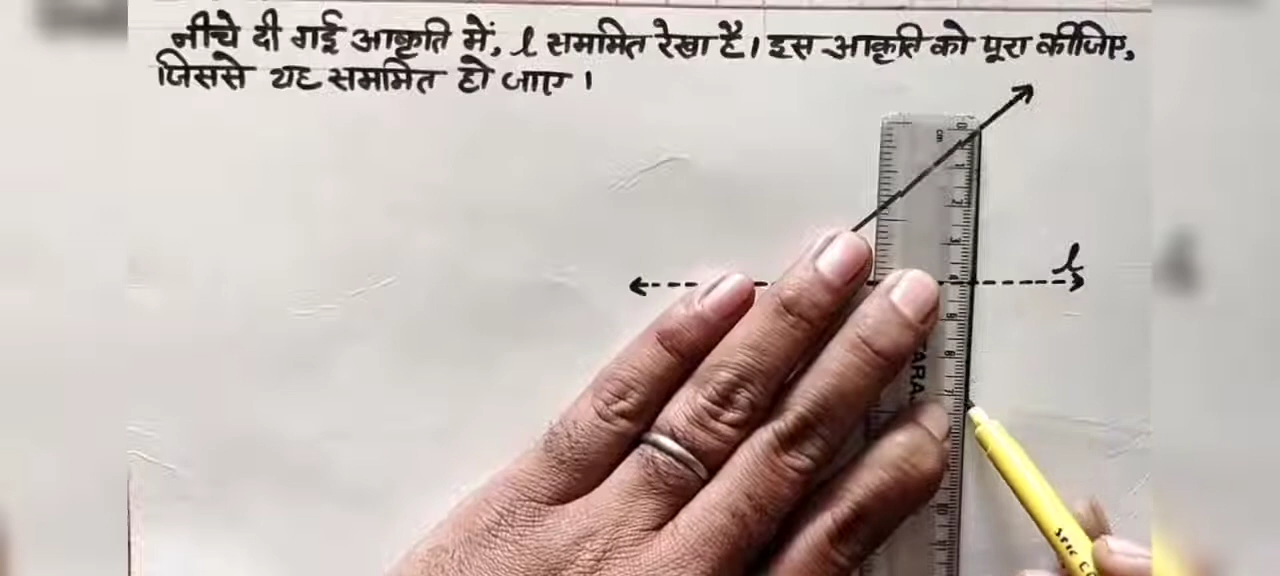 नीचे दी गई आकृति में, l सममित रेखा है। इस आकृति को पूरा कीजिए,
जिससे यह सममित हो जाए।
l